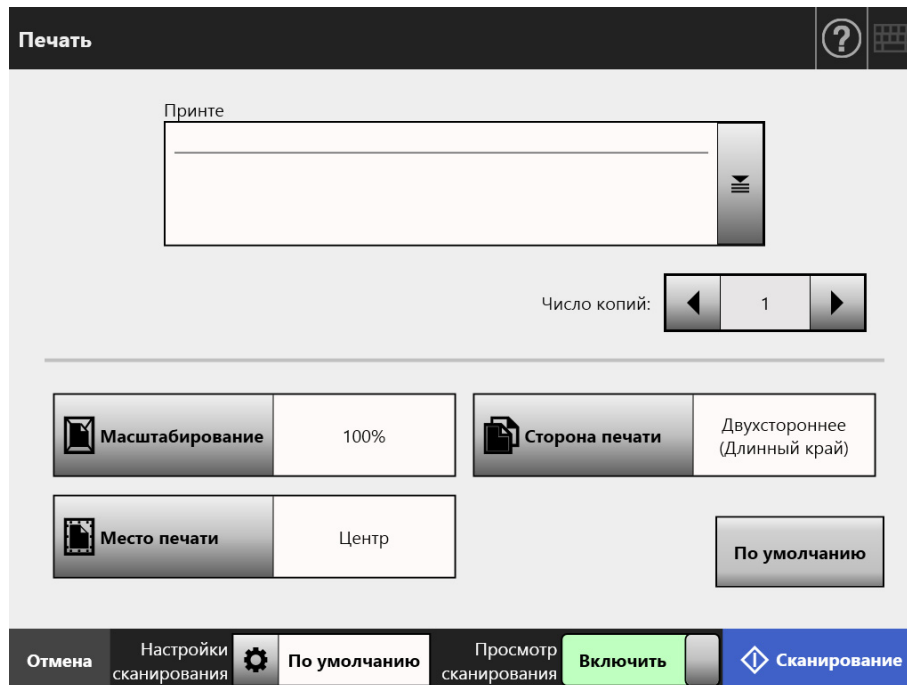 Печать
Принте
Число копий:
1
Масштабирование
100%
Сторона печати
Двухстороннее
(Длинный край)
Место печати
Центр
По умолчанию
Отмена
Настройки
сканирования
По умолчанию
Просмотр
сканирования
Включить
Сканирование